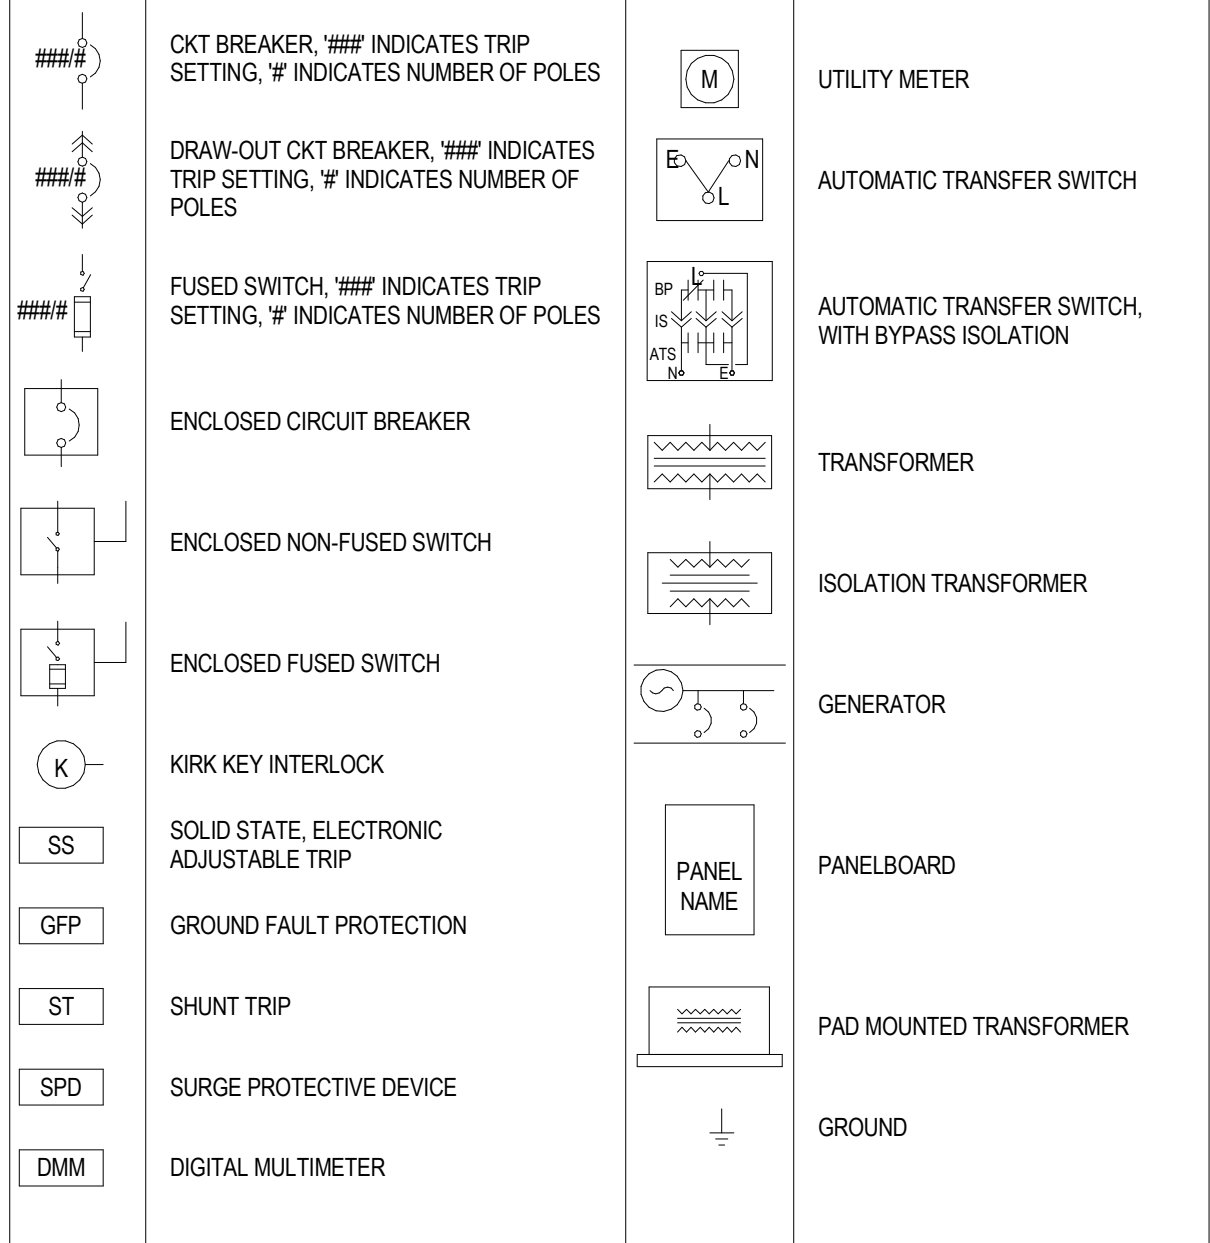 ###/#
CKT BREAKER, '###' INDICATES TRIP
SETTING, '#' INDICATES NUMBER OF POLES
###/#
DRAW-OUT CKT BREAKER, '###' INDICATES
TRIP SETTING, '#' INDICATES NUMBER OF
POLES
###/#
FUSED SWITCH, '###' INDICATES TRIP
SETTING, '#' INDICATES NUMBER OF POLES
ENCLOSED CIRCUIT BREAKER
ENCLOSED NON-FUSED SWITCH
ENCLOSED FUSED SWITCH
K
KIRK KEY INTERLOCK
SS
SOLID STATE, ELECTRONIC
ADJUSTABLE TRIP
GFP
GROUND FAULT PROTECTION
ST
SHUNT TRIP
SPD
SURGE PROTECTIVE DEVICE
DMM
DIGITAL MULTIMETER
M
UTILITY METER
E N
L
AUTOMATIC TRANSFER SWITCH
L
BP
IS
ATS
N E
AUTOMATIC TRANSFER SWITCH,
WITH BYPASS ISOLATION
TRANSFORMER
ISOLATION TRANSFORMER
GENERATOR
PANEL
NAME
PANELBOARD
PAD MOUNTED TRANSFORMER
GROUND